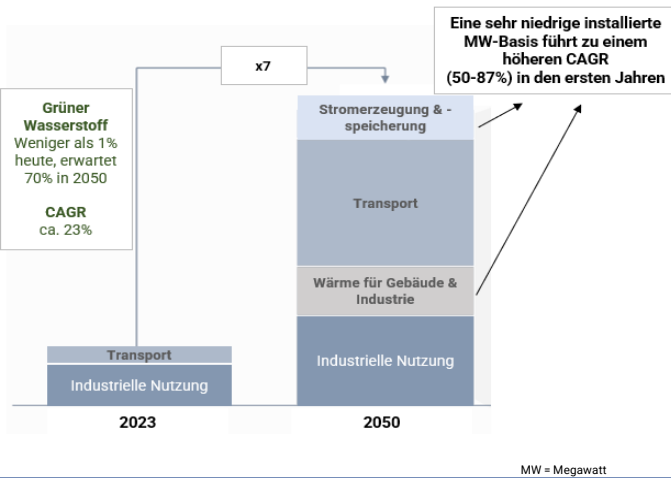 Eine sehr niedrige installierte
MW-Basis führt zu einem
höheren CAGR
(50-87%) in den ersten Jahren
x7
Grüner
Wasserstoff
Weniger als 1%
heute, erwartet
70% in 2050
CAGR
ca. 23%
Stromerzeugung & -
speicherung
Transport
Wärme für Gebäude &
Industrie
Industrielle Nutzung
Transport
Industrielle Nutzung
2023
2050
MW = Megawatt